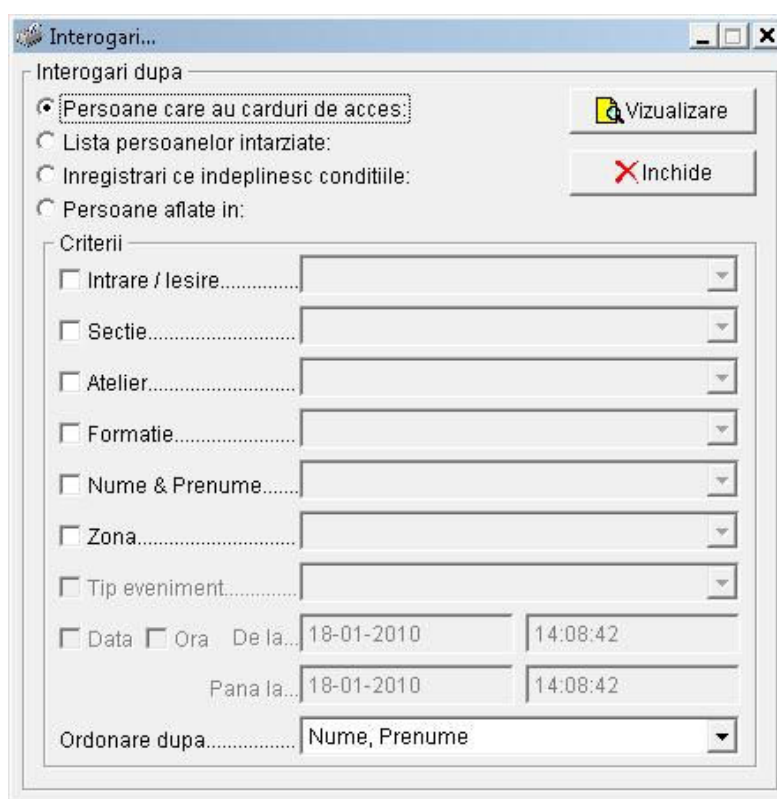 Interogari...
Interogari dupa
Persoane care au carduri de acces:
Vizualizare
Lista persoanelor intarziate:
Inregistrari ce indeplinesc conditiile:
Inchide
Persoane aflate in:
Criterii
Intrare / Iesire...............
Sectie...........................
Atelier...........................
Formatie......................
Nume & Prenume.......
Zona.............................
Tip eveniment.............
Data Ora De la... 18-01-2010 14:08:42
Pana la... 18-01-2010 14:08:42
Ordonare dupa................ Nume, Prenume